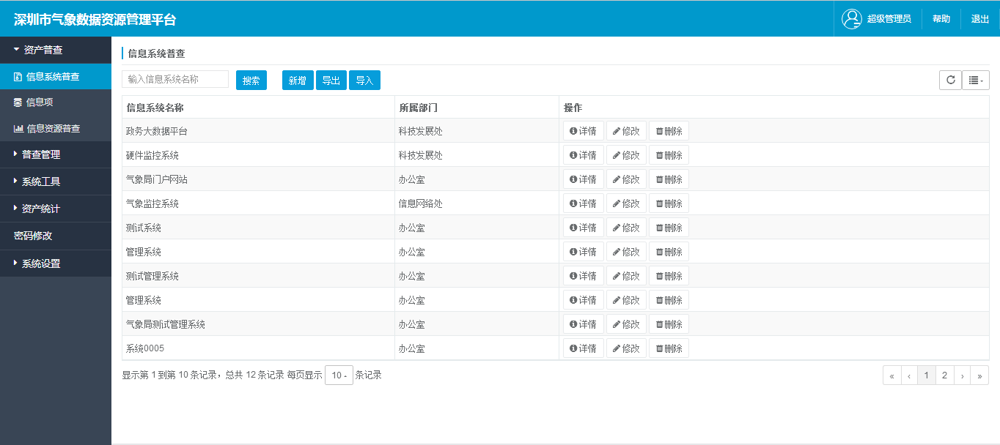 深圳市气象数据资源管理平台
超级管理员 帮助 退出
资产普查
信息系统普查
信息项
信息资源普查
普查管理
系统工具
资产统计
密码修改
系统设置
信息系统普查
输入信息系统名称 搜索 新增 导出 导入
信息系统名称 所属部门 操作
政务大数据平台 科技发展处 详情 修改 删除
硬件监控系统 科技发展处 详情 修改 删除
气象局门户网站 办公室 详情 修改 删除
气象监控系统 信息网络处 详情 修改 删除
测试系统 办公室 详情 修改 删除
管理系统 办公室 详情 修改 删除
测试管理系统 办公室 详情 修改 删除
管理系统 办公室 详情 修改 删除
气象局测试管理系统 办公室 详情 修改 删除
系统0005 办公室 详情 修改 删除
显示第 1 到第 10 条记录，总共 12 条记录 每页显示 10 条记录
« ‹ 1 2 › »